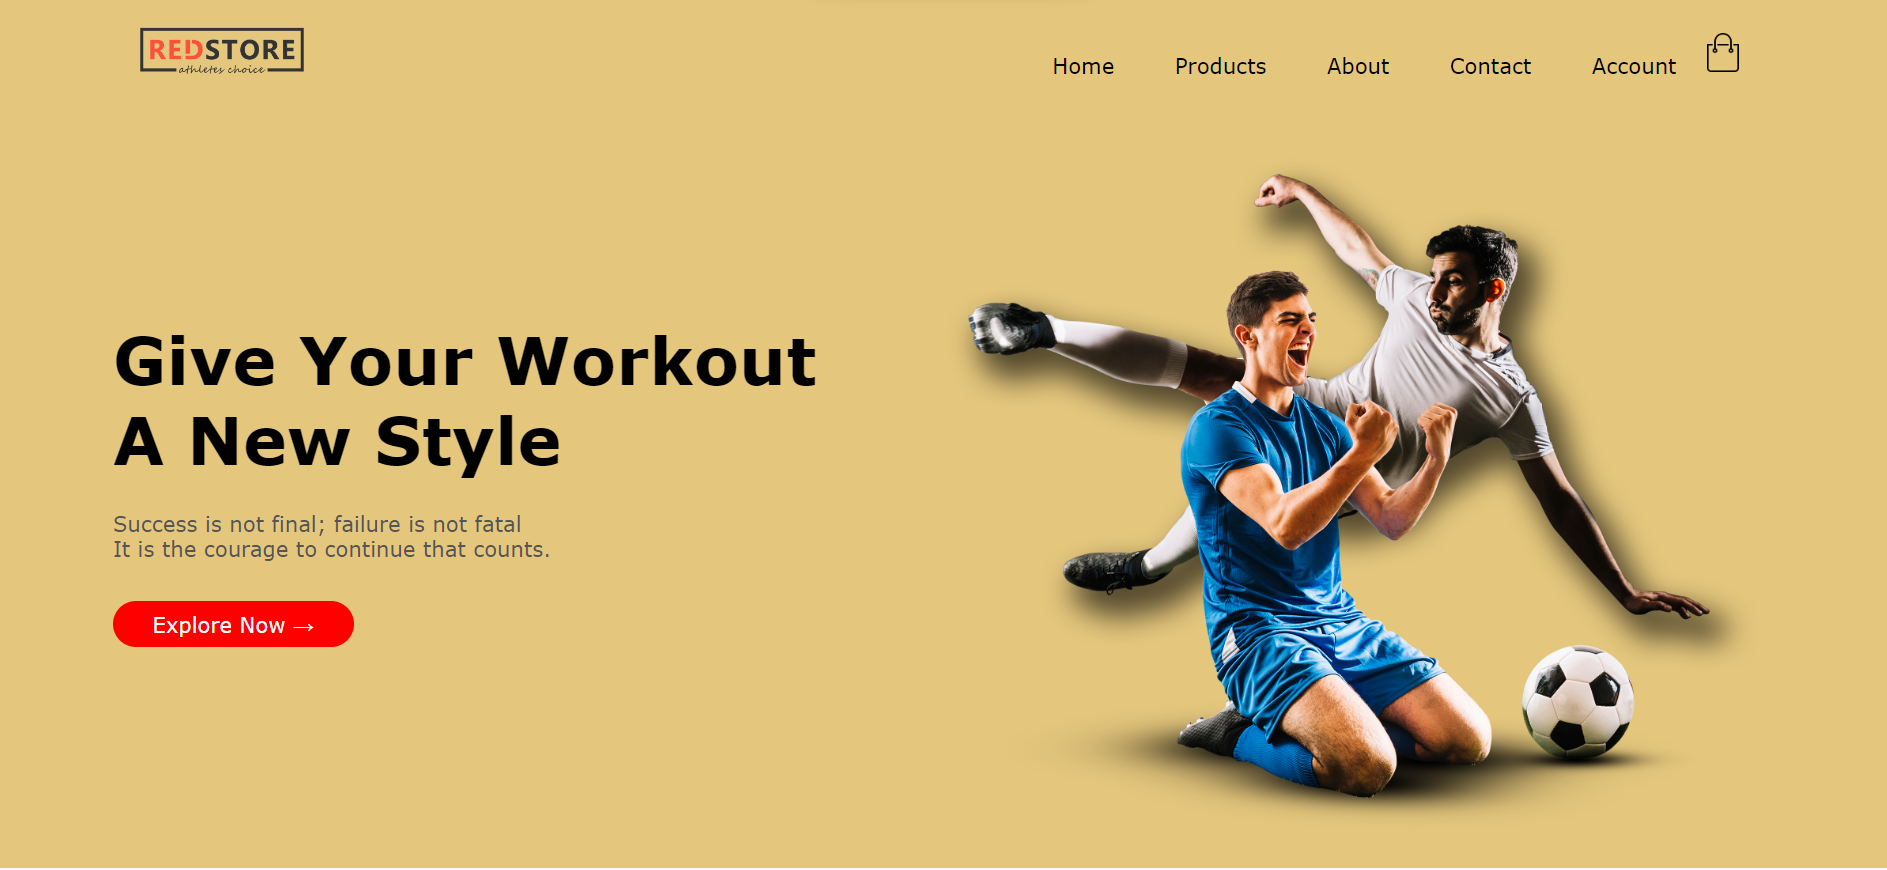 REDSTORE
athletes choice
Home Products About Contact Account
Give Your Workout
A New Style
Success is not final; failure is not fatal
It is the courage to continue that counts.
Explore Now →